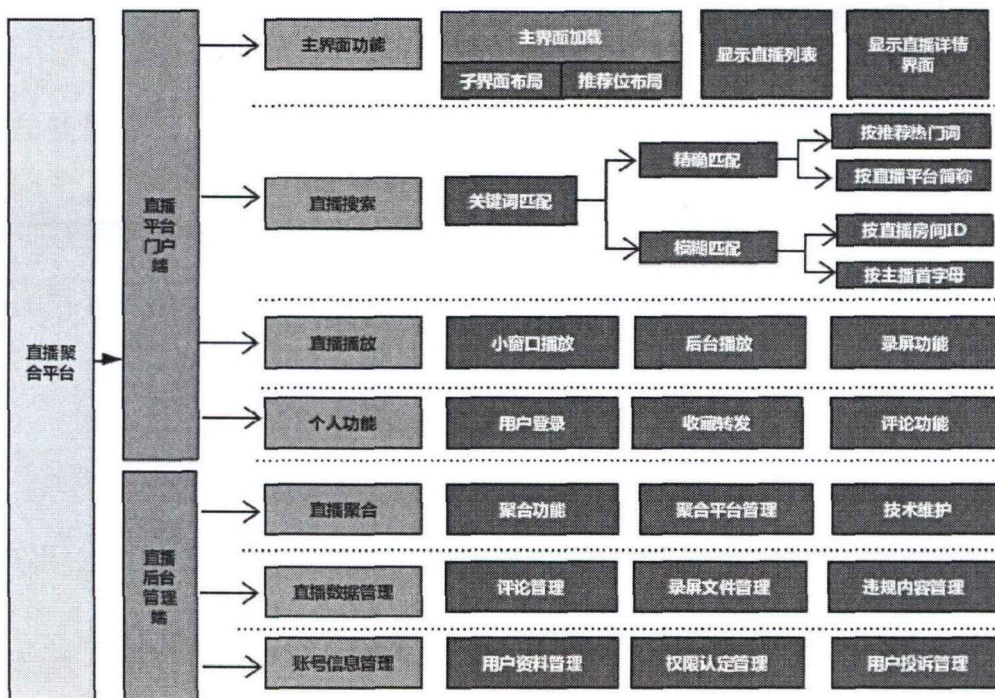 直播聚
合平台
直播
平台
门户
端
主界面功能
主界面加载
子界面布局
推荐位布局
显示直播列表
显示直播详情
界面
直播搜索
关键词匹配
精确匹配
按推荐热门词
按直播平台简称
模糊匹配
按直播房间ID
按主播首字母
直播播放
小窗口播放
后台播放
录屏功能
个人功能
用户登录
收藏转发
评论功能
直播
后台
管理
端
直播聚合
聚合功能
聚合平台管理
技术维护
直播数据管理
评论管理
录屏文件管理
违规内容管理
账号信息管理
用户资料管理
权限认定管理
用户投诉管理